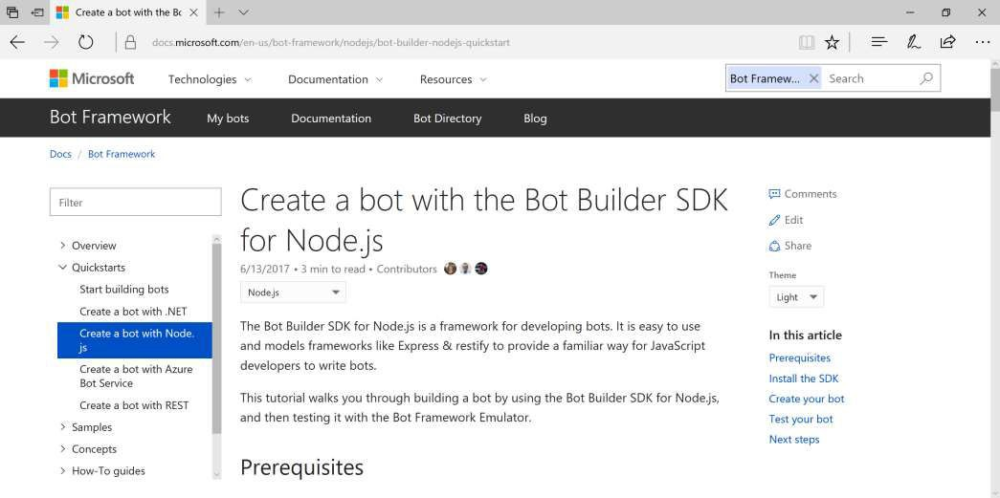 Create a bot with the Bc
docs.microsoft.com/en-us/bot-framework/nodejs/bot-builder-nodejs-quickstart
Microsoft
Technologies
Documentation
Resources
Bot Framew...
Search
Bot Framework
My bots
Documentation
Bot Directory
Blog
Docs / Bot Framework
Filter
Overview
Quickstarts
Start building bots
Create a bot with .NET
Create a bot with Node.
js
Create a bot with Azure
Bot Service
Create a bot with REST
Samples
Concepts
How-To guides
Create a bot with the Bot Builder SDK
for Node.js
6/13/2017 • 3 min to read • Contributors
Node.js
The Bot Builder SDK for Node.js is a framework for developing bots. It is easy to use
and models frameworks like Express & restify to provide a familiar way for JavaScript
developers to write bots.
This tutorial walks you through building a bot by using the Bot Builder SDK for Node.js,
and then testing it with the Bot Framework Emulator.
Prerequisites
Comments
Edit
Share
Theme
Light
In this article
Prerequisites
Install the SDK
Create your bot
Test your bot
Next steps